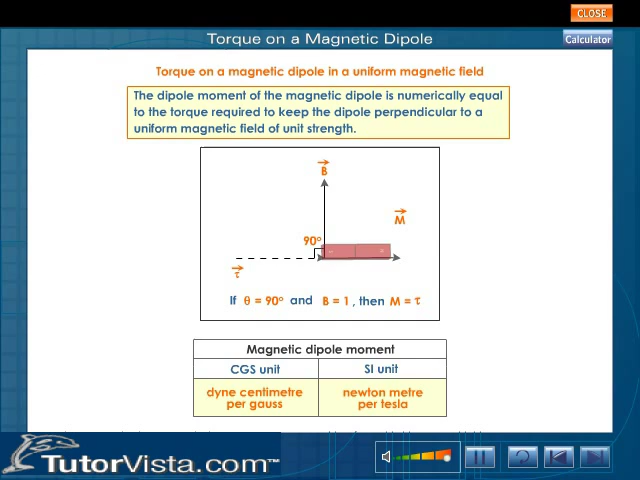 CLOSE
Torque on a Magnetic Dipole
Calculator
Torque on a magnetic dipole in a uniform magnetic field
The dipole moment of the magnetic dipole is numerically equal
to the torque required to keep the dipole perpendicular to a
uniform magnetic field of unit strength.
B
M
90°
τ
If θ = 90° and B = 1 , then M = τ
Magnetic dipole moment
CGS unit SI unit
dyne centimetre newton metre
per gauss per tesla
TutorVista.com™